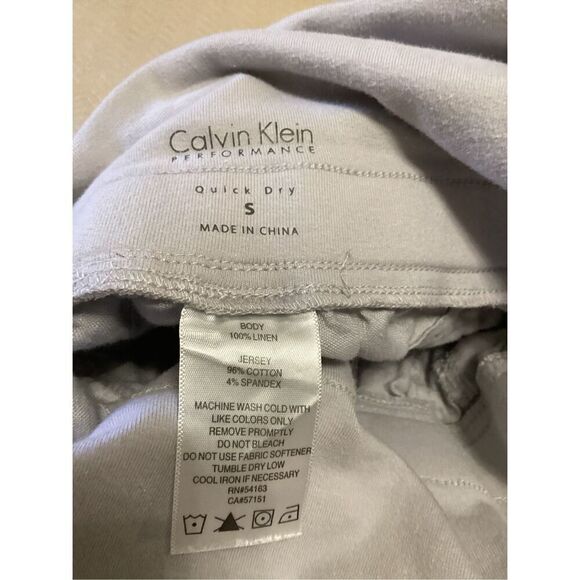 Calvin Klein
PERFORMANCE
Quick Dry
S
MADE IN CHINA
BODY
100% LINEN
JERSEY
96% COTTON
4% SPANDEX
MACHINE WASH COLD WITH
LIKE COLORS ONLY
REMOVE PROMPTLY
DO NOT BLEACH
DO NOT USE FABRIC SOFTENER
TUMBLE DRY LOW
COOL IRON IF NECESSARY
RN#54163
CA#57151